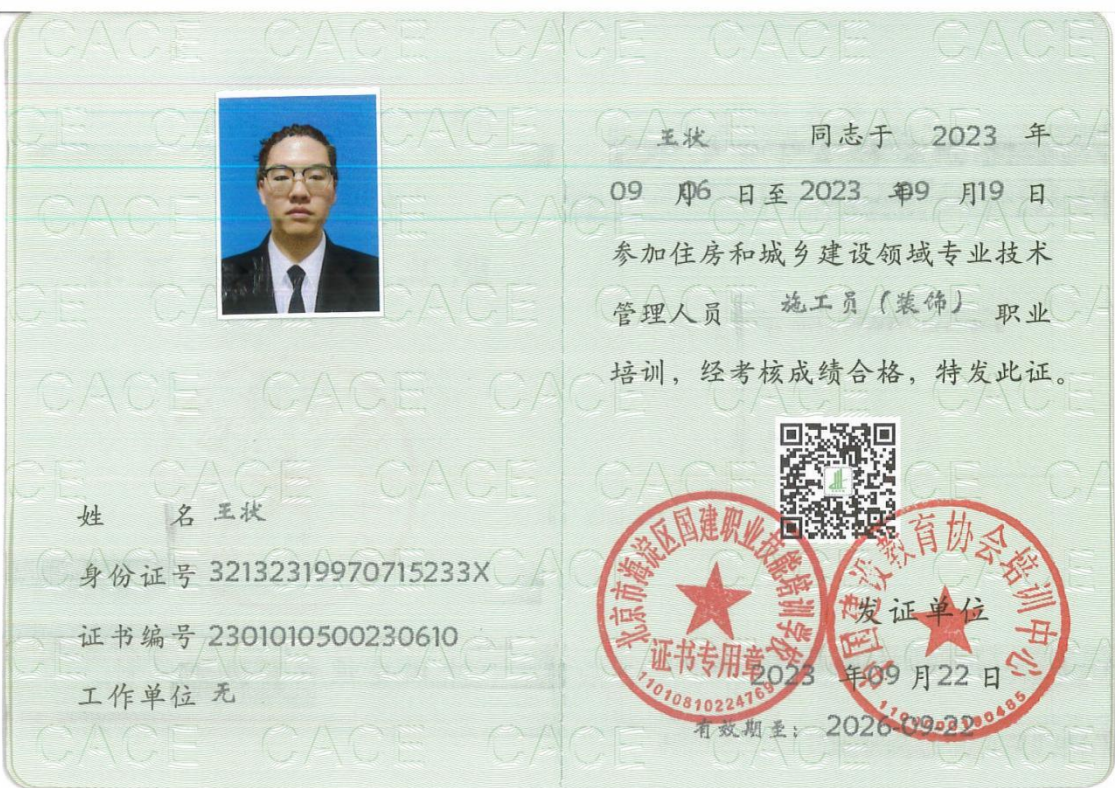 姓 名 王状
身份证号 32132319970715233X
证书编号 2301010500230610
工作单位 无
王状 同志于 2023 年
09 月06 日至 2023 年09 月19 日
参加住房和城乡建设领域专业技术
管理人员 施工员(装饰) 职业
培训,经考核成绩合格,特发此证。
北京市海淀区国建职业技能培训学校
证书专用章
11010810224769
中国建设教育协会培训中心
发证单位
2023 年09 月22 日
有效期至: 2026-09-22
CACE